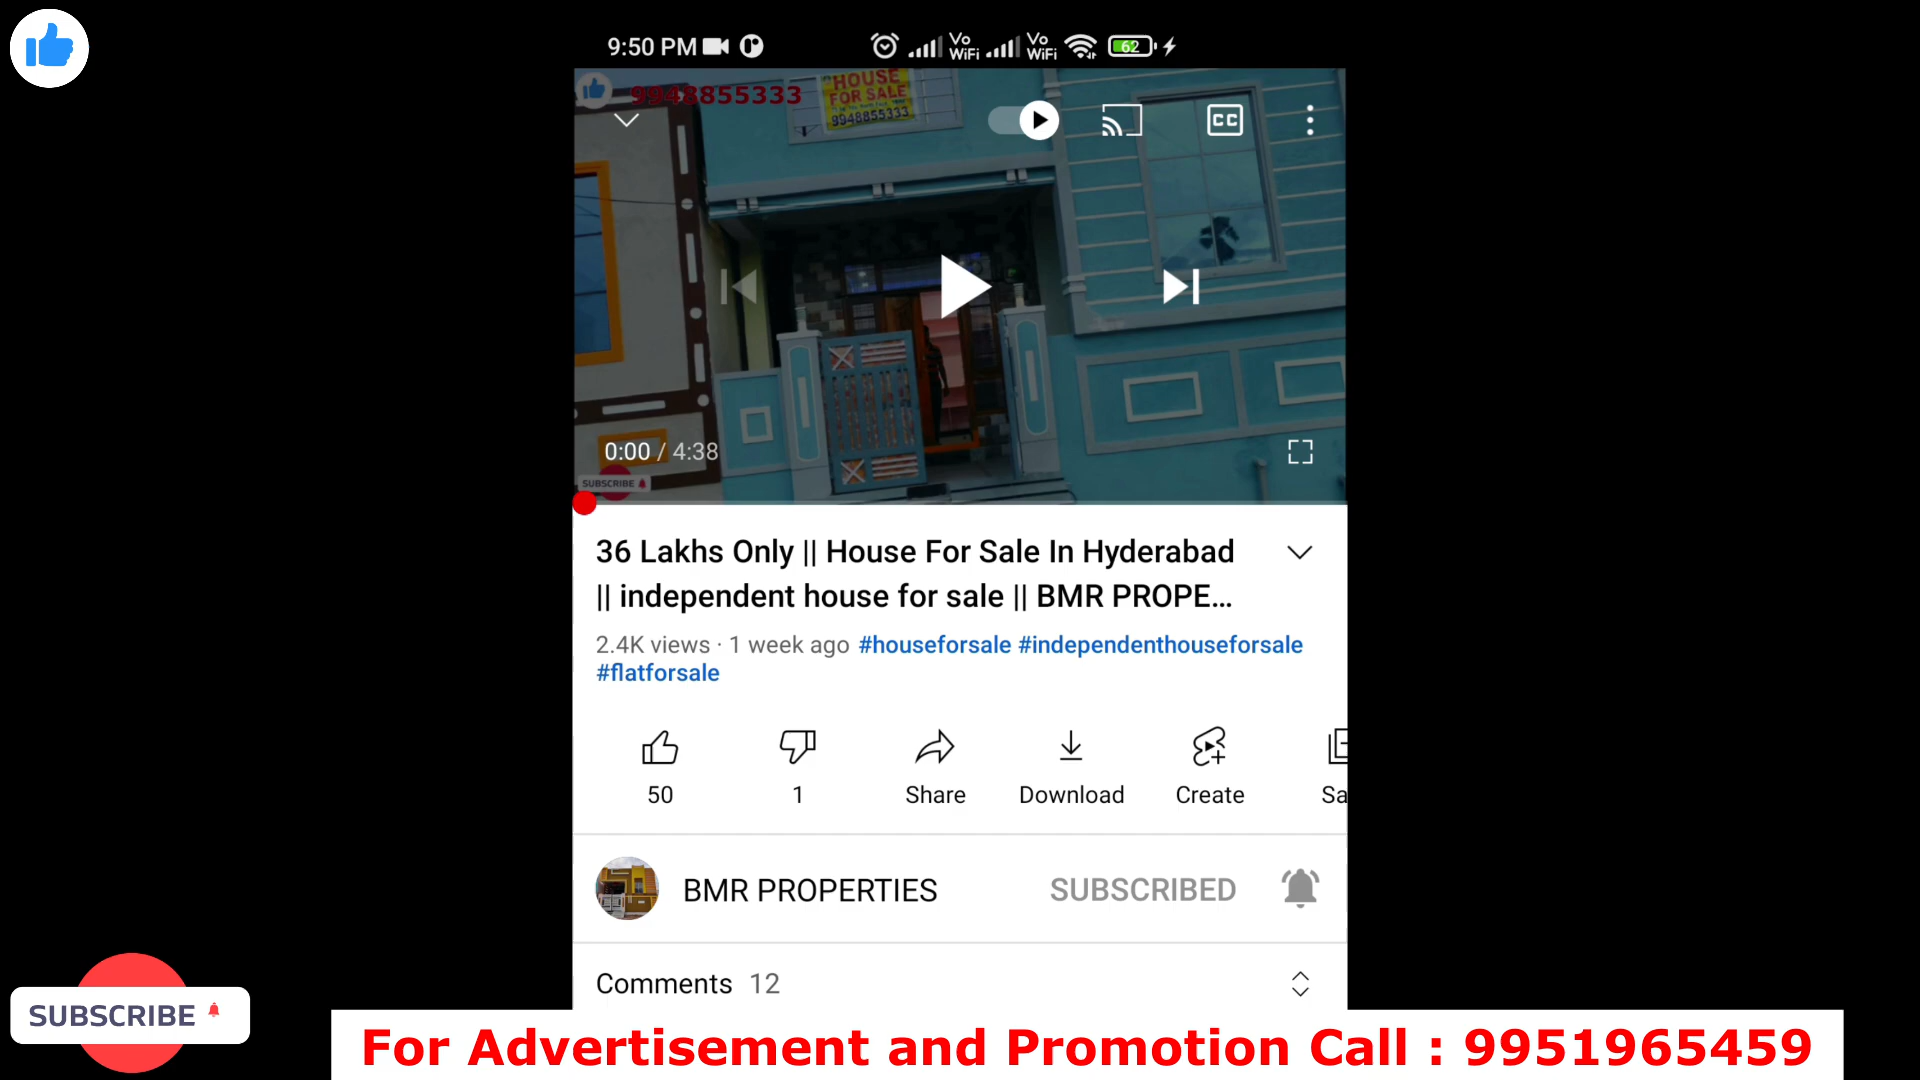 9:50 PM
Vo WiFi
Vo WiFi
62
9948855333
HOUSE
FOR SALE
9948855333
CC
0:00 / 4:38
SUBSCRIBE
36 Lakhs Only || House For Sale In Hyderabad
|| independent house for sale || BMR PROPE...
2.4K views · 1 week ago #houseforsale #independenthouseforsale
#flatforsale
50
1
Share
Download
Create
Sa
BMR PROPERTIES
SUBSCRIBED
Comments 12
SUBSCRIBE
For Advertisement and Promotion Call : 9951965459